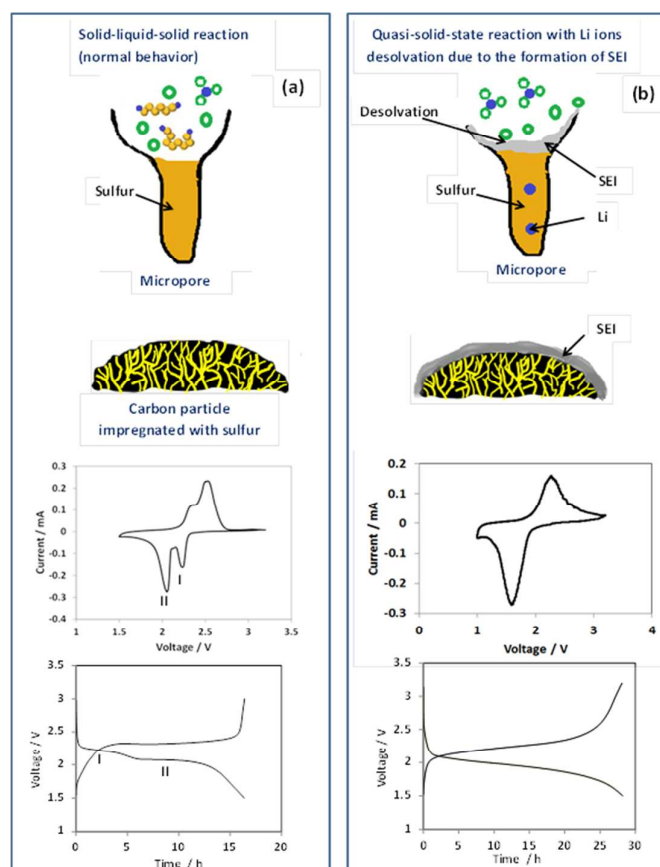 Solid-liquid-solid reaction
(normal behavior)
(a)
Sulfur
Micropore
Carbon particle
impregnated with sulfur
0.3
0.2
0.1
0
-0.1
-0.2
-0.3
-0.4
Current / mA
I
II
1
1.5
2
2.5
3
3.5
Voltage / V
3.5
3
2.5
2
1.5
1
Voltage / V
I
II
0
5
10
15
20
Time / h
Quasi-solid-state reaction with Li ions
desolvation due to the formation of SEI
(b)
Desolvation
SEI
Sulfur
Li
Micropore
SEI
0.2
0.1
0
-0.1
-0.2
-0.3
Current / mA
0
1
2
3
4
Voltage / V
3.5
3
2.5
2
1.5
1
Voltage / V
0
5
10
15
20
25
30
Time / h